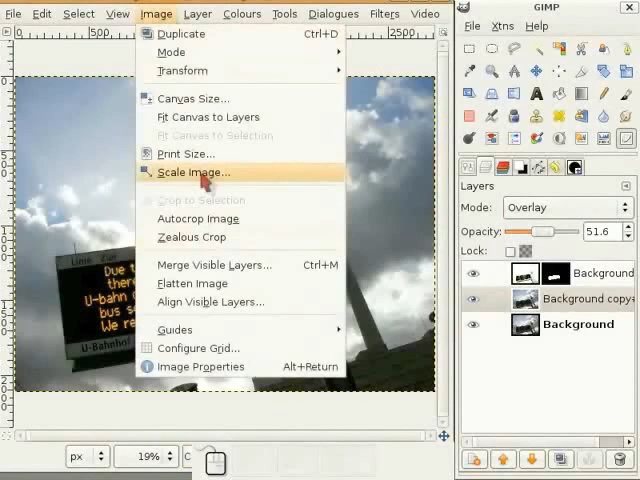 File Edit Select View Image Layer Colours Tools Dialogues Filters Video
GIMP
File Xtns Help
0 500 2500
Duplicate Ctrl+D
Mode
Transform
Canvas Size...
Fit Canvas to Layers
Fit Canvas to Selection
Print Size...
Scale Image...
Crop to Selection
Autocrop Image
Zealous Crop
Merge Visible Layers... Ctrl+M
Flatten Image
Align Visible Layers...
Guides
Configure Grid...
Image Properties Alt+Return
Linie Ziel
Due t
there
U-bahn
bus se
We re
U-Bahnhof
Layers
Mode: Overlay
Opacity: 51.6
Lock:
Background
Background copy
Background
px 19%